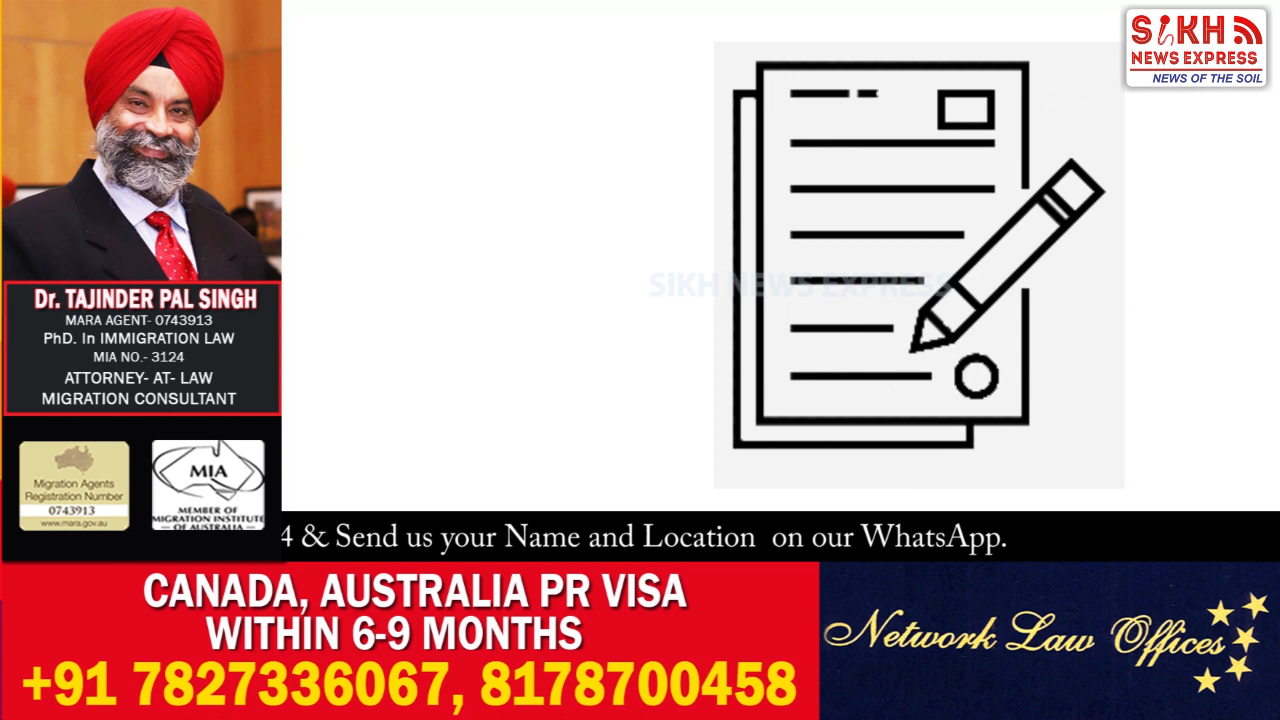 SiKH
NEWS EXPRESS
NEWS OF THE SOIL
SIKH NEWS EXPRESS
Dr. TAJINDER PAL SINGH
MARA AGENT- 0743913
PhD. In IMMIGRATION LAW
MIA NO.- 3124
ATTORNEY- AT- LAW
MIGRATION CONSULTANT
Migration Agents
Registration Number
0743913
www.mara.gov.au
MIA
MEMBER OF
MIGRATION INSTITUTE
OF AUSTRALIA
4 & Send us your Name and Location on our WhatsApp.
CANADA, AUSTRALIA PR VISA
WITHIN 6-9 MONTHS
+91 7827336067, 8178700458
Network Law Offices